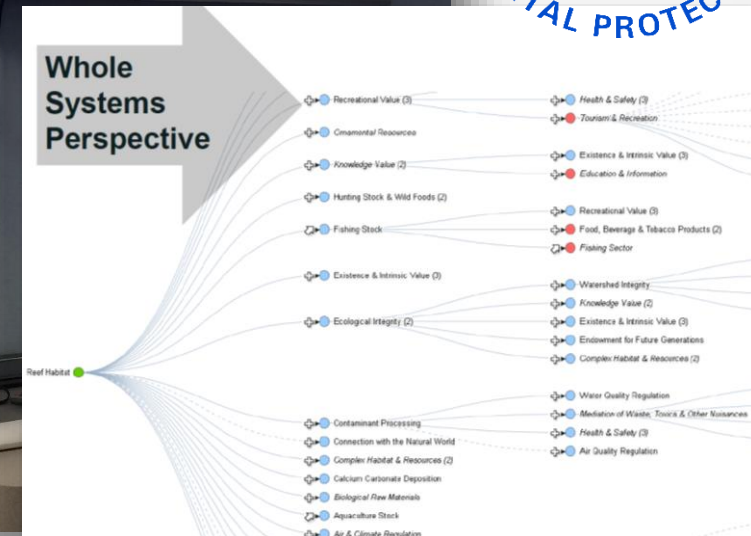 TAL PROTEC
Whole
Systems
Perspective
Recreational Value (3)
Ornamental Resources
Knowledge Value (2)
Hunting Stock & Wild Foods (2)
Fishing Stock
Existence & Intrinsic Value (3)
Ecological Integrity (2)
Reef Habitat
Contaminant Processing
Connection with the Natural World
Complex Habitat & Resources (2)
Calcium Carbonate Deposition
Biological Raw Materials
Aquaculture Stock
Air & Climate Regulation
Health & Safety (3)
Tourism & Recreation
Existence & Intrinsic Value (3)
Education & Information
Recreational Value (3)
Food, Beverage & Tobacco Products (2)
Fishing Sector
Watershed Integrity
Knowledge Value (2)
Existence & Intrinsic Value (3)
Endowment for Future Generations
Complex Habitat & Resources (2)
Water Quality Regulation
Mediation of Waste, Toxics & Other Nuisances
Health & Safety (3)
Air Quality Regulation